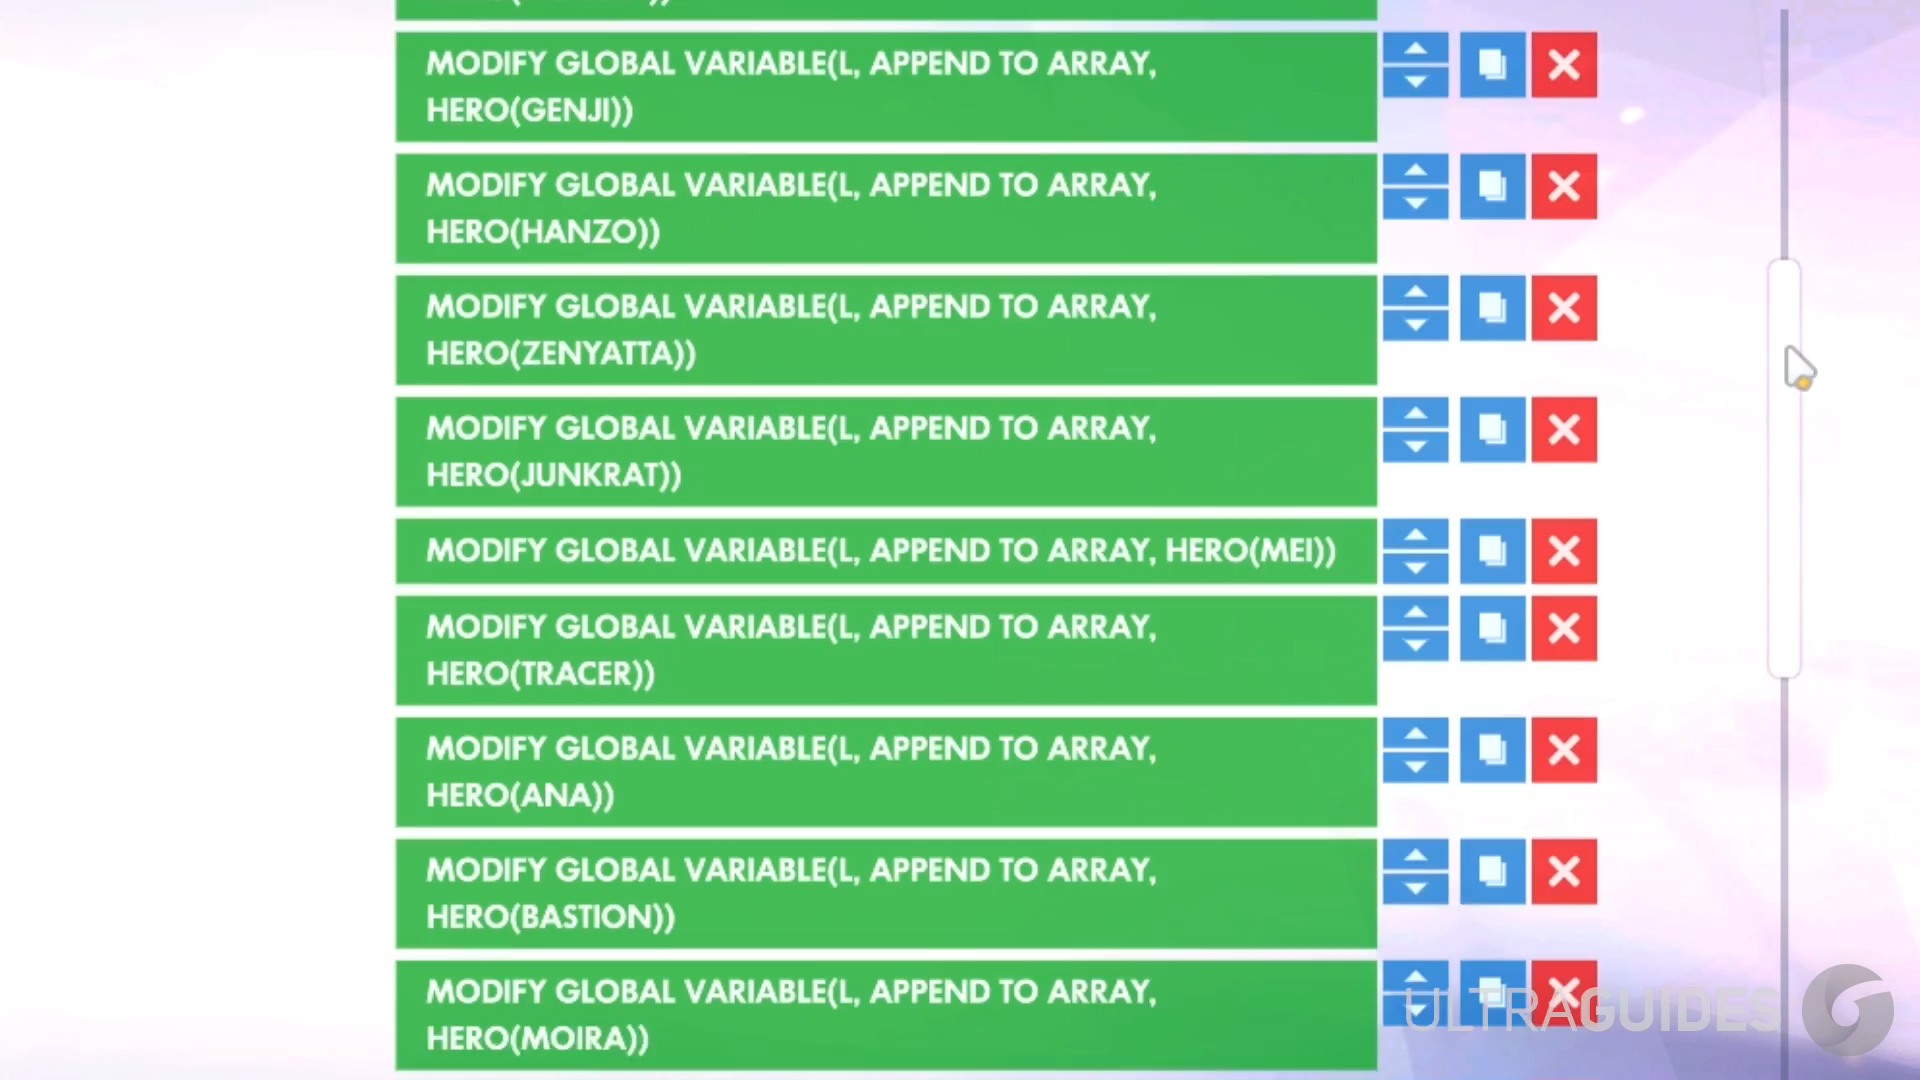 MODIFY GLOBAL VARIABLE(L, APPEND TO ARRAY,
HERO(GENJI))
MODIFY GLOBAL VARIABLE(L, APPEND TO ARRAY,
HERO(HANZO))
MODIFY GLOBAL VARIABLE(L, APPEND TO ARRAY,
HERO(ZENYATTA))
MODIFY GLOBAL VARIABLE(L, APPEND TO ARRAY,
HERO(JUNKRAT))
MODIFY GLOBAL VARIABLE(L, APPEND TO ARRAY, HERO(MEI))
MODIFY GLOBAL VARIABLE(L, APPEND TO ARRAY,
HERO(TRACER))
MODIFY GLOBAL VARIABLE(L, APPEND TO ARRAY,
HERO(ANA))
MODIFY GLOBAL VARIABLE(L, APPEND TO ARRAY,
HERO(BASTION))
MODIFY GLOBAL VARIABLE(L, APPEND TO ARRAY,
HERO(MOIRA))
ULTRAGUIDES